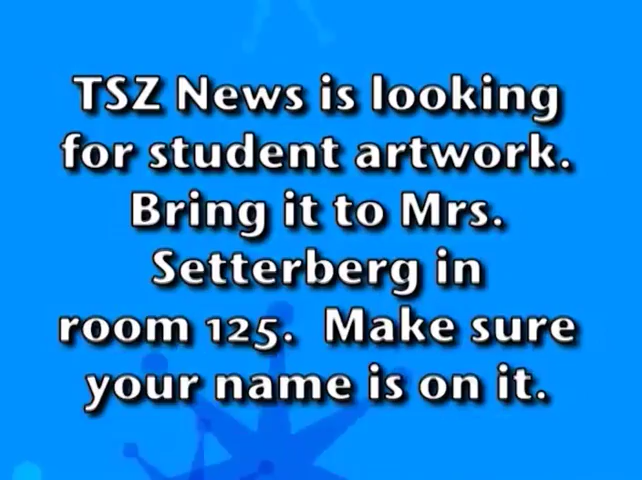 TSZ News is looking
for student artwork.
Bring it to Mrs.
Setterberg in
room 125.  Make sure
your name is on it.